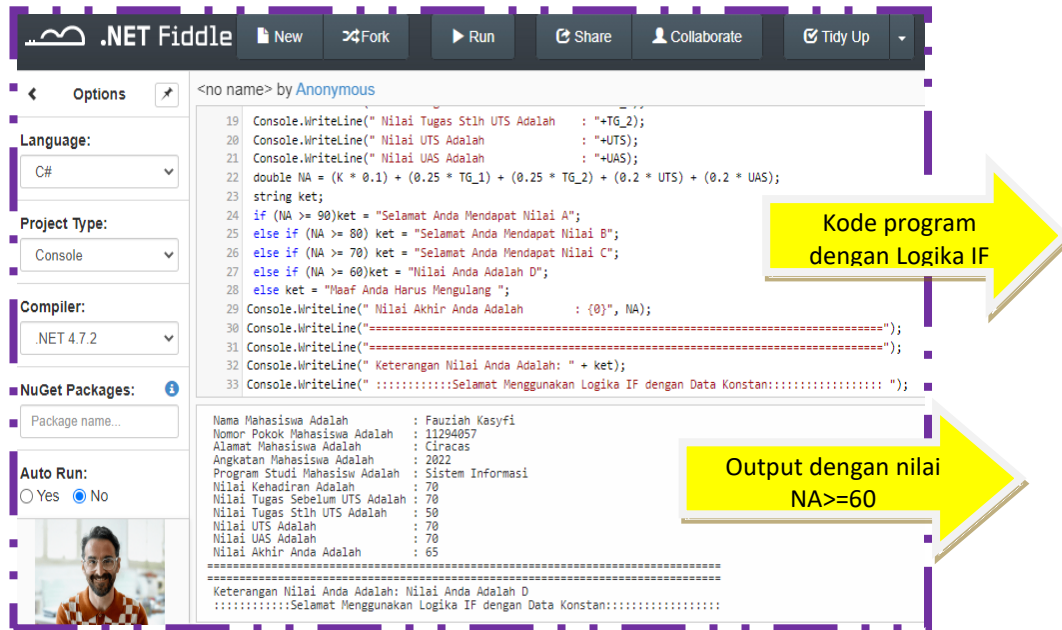 .NET Fiddle New Fork Run Share Collaborate Tidy Up
Options
<no name> by Anonymous
Language:
C#
Project Type:
Console
Compiler:
.NET 4.7.2
NuGet Packages:
Package name...
Auto Run:
Yes No
19 Console.WriteLine(" Nilai Tugas Stlh UTS Adalah : "+TG_2);
20 Console.WriteLine(" Nilai UTS Adalah : "+UTS);
21 Console.WriteLine(" Nilai UAS Adalah : "+UAS);
22 double NA = (K * 0.1) + (0.25 * TG_1) + (0.25 * TG_2) + (0.2 * UTS) + (0.2 * UAS);
23 string ket;
24 if (NA >= 90)ket = "Selamat Anda Mendapat Nilai A";
25 else if (NA >= 80) ket = "Selamat Anda Mendapat Nilai B";
26 else if (NA >= 70) ket = "Selamat Anda Mendapat Nilai C";
27 else if (NA >= 60)ket = "Nilai Anda Adalah D";
28 else ket = "Maaf Anda Harus Mengulang ";
29 Console.WriteLine(" Nilai Akhir Anda Adalah : {0}", NA);
30 Console.WriteLine("==============================================================================");
31 Console.WriteLine("==============================================================================");
32 Console.WriteLine(" Keterangan Nilai Anda Adalah: " + ket);
33 Console.WriteLine(" ::::::::::::Selamat Menggunakan Logika IF dengan Data Konstan:::::::::::::::::: ");
Kode program
dengan Logika IF
Nama Mahasiswa Adalah : Fauziah Kasyfi
Nomor Pokok Mahasiswa Adalah : 11294057
Alamat Mahasiswa Adalah : Ciracas
Angkatan Mahasiswa Adalah : 2022
Program Studi Mahasisw Adalah : Sistem Informasi
Nilai Kehadiran Adalah : 70
Nilai Tugas Sebelum UTS Adalah : 70
Nilai Tugas Stlh UTS Adalah : 50
Nilai UTS Adalah : 70
Nilai UAS Adalah : 70
Nilai Akhir Anda Adalah : 65
==============================================================================
==============================================================================
Keterangan Nilai Anda Adalah: Nilai Anda Adalah D
::::::::::::Selamat Menggunakan Logika IF dengan Data Konstan::::::::::::::::::
Output dengan nilai
NA>=60